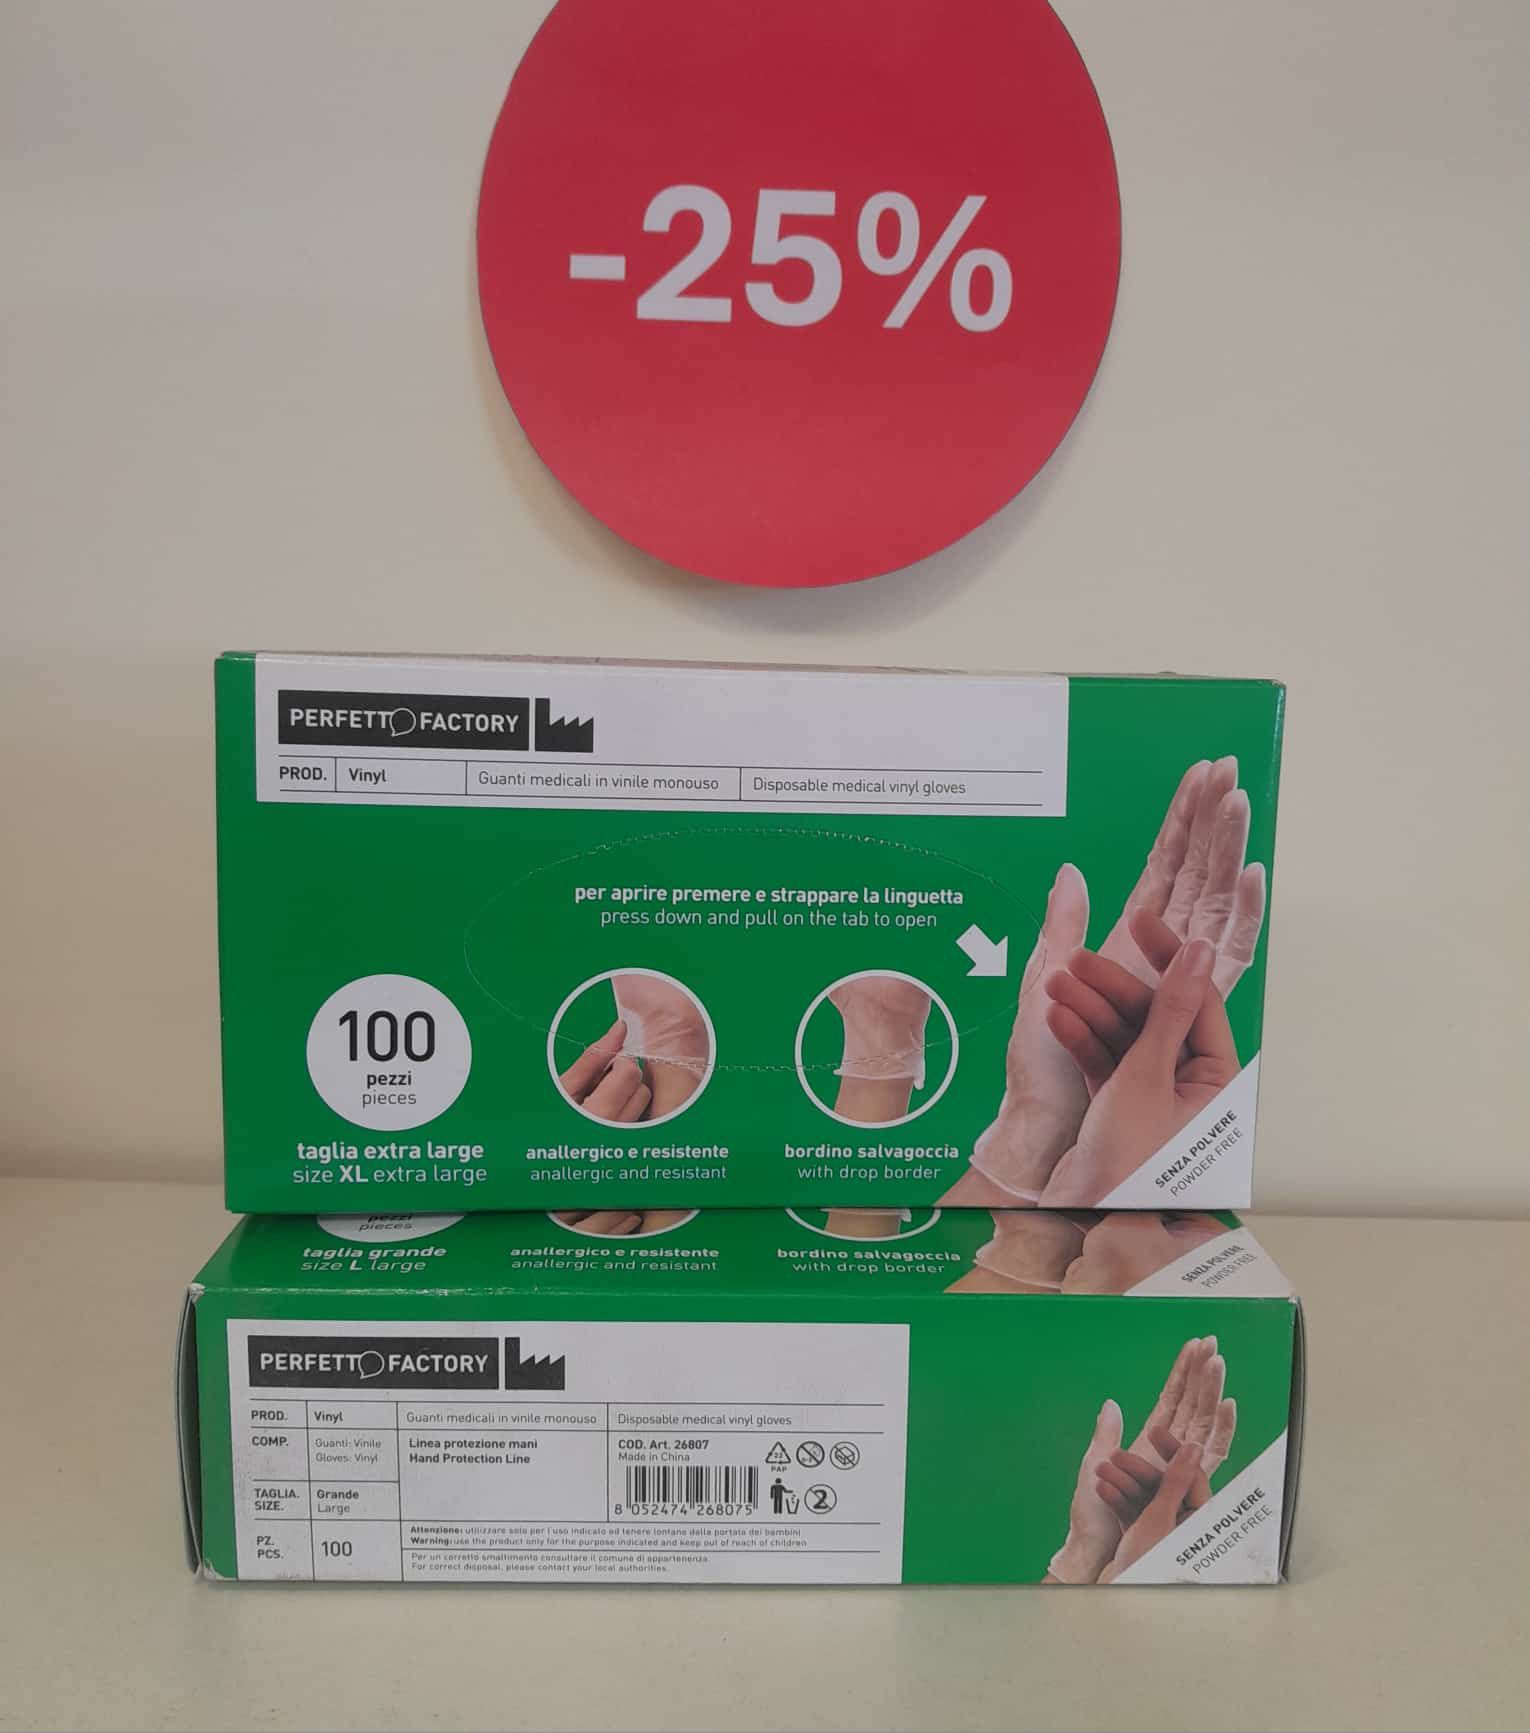 -25%
PERFETTO FACTORY
PROD. Vinyl Guanti medicali in vinile monouso Disposable medical vinyl gloves
per aprire premere e strappare la linguetta
press down and pull on the tab to open
100
pezzi
pieces
taglia extra large
size XL extra large
anallergico e resistente
anallergic and resistant
bordino salvagoccia
with drop border
SENZA POLVERE
POWDER FREE
pezzi
pieces
taglia grande
size L large
anallergico e resistente
anallergic and resistant
bordino salvagoccia
with drop border
SENZA POLVERE
POWDER FREE
PERFETTO FACTORY
PROD. Vinyl Guanti medicali in vinile monouso Disposable medical vinyl gloves
COMP. Guanti: Vinile
Gloves: Vinyl
Linea protezione mani
Hand Protection Line
COD. Art. 26807
Made in China
22
PAP
8 052474 268075
2
TAGLIA. Grande
SIZE. Large
PZ.
PCS.
100
Attenzione: utilizzare solo per l'uso indicato ed tenere lontano dalla portata dei bambini
Warning: use the product only for the purpose indicated and keep out of reach of children
Per un corretto smaltimento consultare il comune di appartenenza.
For correct disposal, please contact your local authorities.
SENZA POLVERE
POWDER FREE